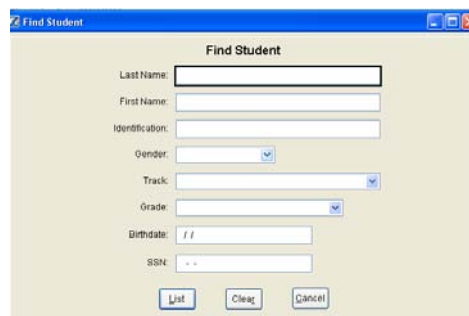 Find Student
Find Student
Last Name:
First Name:
Identification:
Gender:
Track:
Grade:
Birthdate: / /
SSN: - -
List Clear Cancel